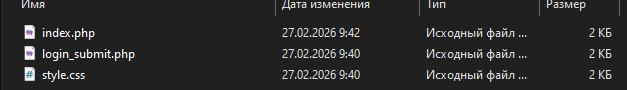 Имя Дата изменения Тип Размер
index.php 27.02.2026 9:42 Исходный файл ... 2 КБ
login_submit.php 27.02.2026 9:40 Исходный файл ... 2 КБ
style.css 27.02.2026 9:40 Исходный файл ... 2 КБ